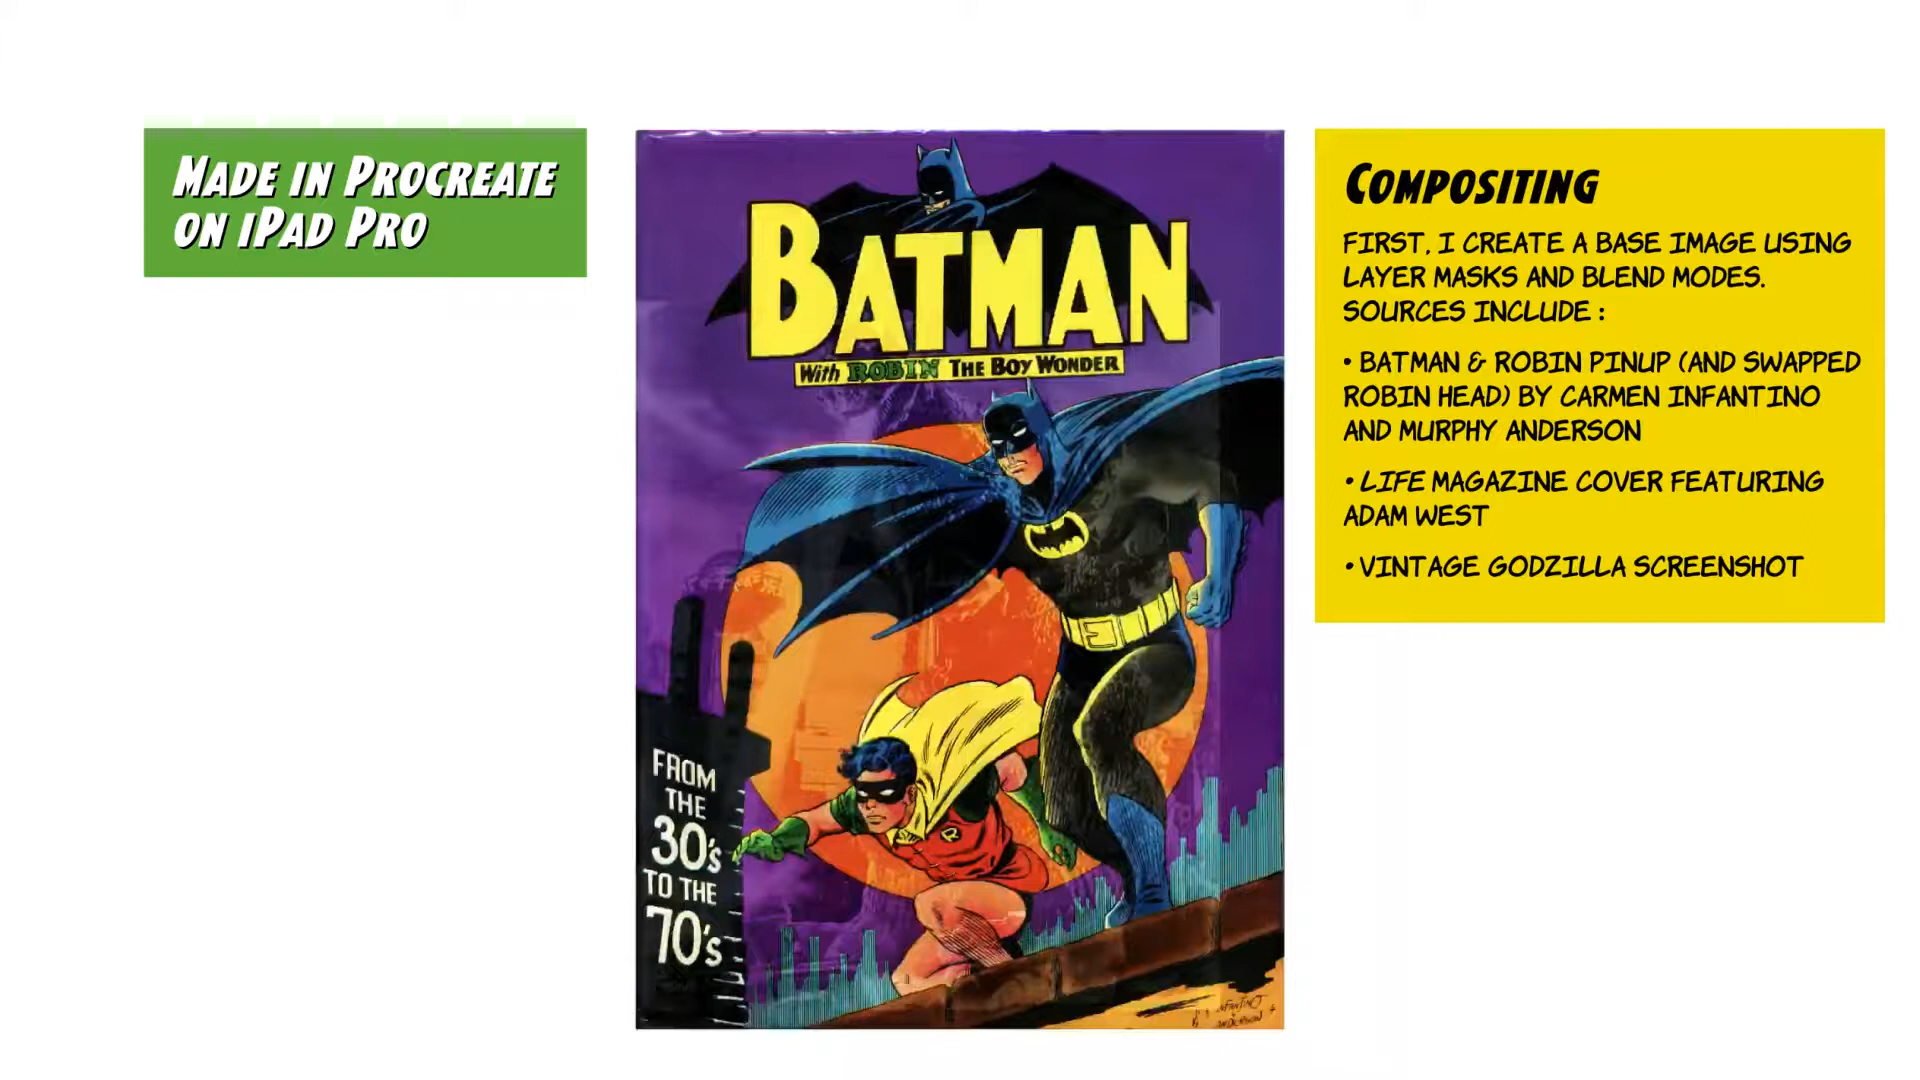 MADE IN PROCREATE
ON IPAD PRO
BATMAN
With ROBIN THE BOY WONDER
FROM
THE
30's
TO THE
70's
R
INFANTINO
&
ANDERSON
COMPOSITING
FIRST, I CREATE A BASE IMAGE USING
LAYER MASKS AND BLEND MODES.
SOURCES INCLUDE :
• BATMAN & ROBIN PINUP (AND SWAPPED
ROBIN HEAD) BY CARMEN INFANTINO
AND MURPHY ANDERSON
• LIFE MAGAZINE COVER FEATURING
ADAM WEST
• VINTAGE GODZILLA SCREENSHOT